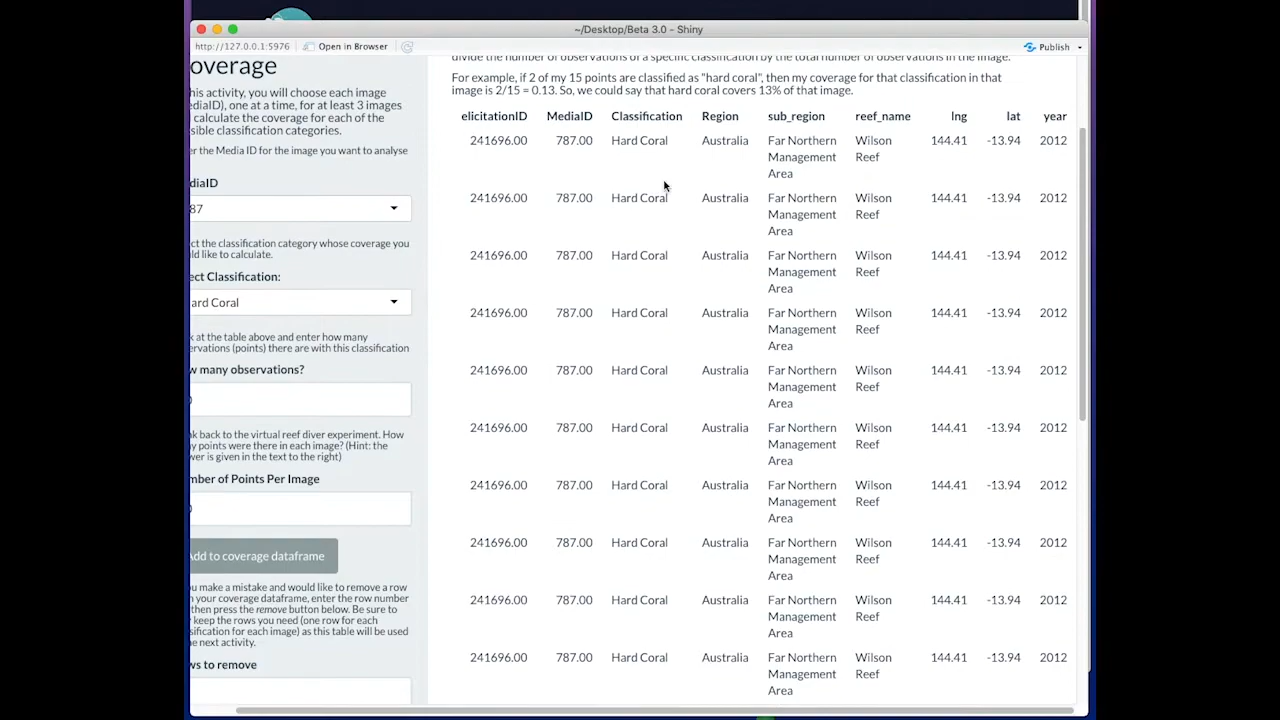 ~/Desktop/Beta 3.0 - Shiny
http://127.0.0.1:5976 Open in Browser Publish
overage
his activity, you will choose each image
ediaID), one at a time, for at least 3 images
calculate the coverage for each of the
sible classification categories.
er the Media ID for the image you want to analyse
diaID
87
ct the classification category whose coverage you
ld like to calculate.
ect Classification:
ard Coral
k at the table above and enter how many
ervations (points) there are with this classification
w many observations?
nk back to the virtual reef diver experiment. How
y points were there in each image? (Hint: the
wer is given in the text to the right)
mber of Points Per Image
Add to coverage dataframe
ou make a mistake and would like to remove a row
your coverage dataframe, enter the row number
then press the remove button below. Be sure to
keep the rows you need (one row for each
sification for each image) as this table will be used
e next activity.
ws to remove
divide the number of observations of a specific classification by the total number of observations in the image.
For example, if 2 of my 15 points are classified as "hard coral", then my coverage for that classification in that
image is 2/15 = 0.13. So, we could say that hard coral covers 13% of that image.
elicitationID MediaID Classification Region sub_region reef_name lng lat year
241696.00 787.00 Hard Coral Australia Far Northern Wilson 144.41 -13.94 2012
Management Reef
Area
241696.00 787.00 Hard Coral Australia Far Northern Wilson 144.41 -13.94 2012
Management Reef
Area
241696.00 787.00 Hard Coral Australia Far Northern Wilson 144.41 -13.94 2012
Management Reef
Area
241696.00 787.00 Hard Coral Australia Far Northern Wilson 144.41 -13.94 2012
Management Reef
Area
241696.00 787.00 Hard Coral Australia Far Northern Wilson 144.41 -13.94 2012
Management Reef
Area
241696.00 787.00 Hard Coral Australia Far Northern Wilson 144.41 -13.94 2012
Management Reef
Area
241696.00 787.00 Hard Coral Australia Far Northern Wilson 144.41 -13.94 2012
Management Reef
Area
241696.00 787.00 Hard Coral Australia Far Northern Wilson 144.41 -13.94 2012
Management Reef
Area
241696.00 787.00 Hard Coral Australia Far Northern Wilson 144.41 -13.94 2012
Management Reef
Area
241696.00 787.00 Hard Coral Australia Far Northern Wilson 144.41 -13.94 2012
Management Reef
Area